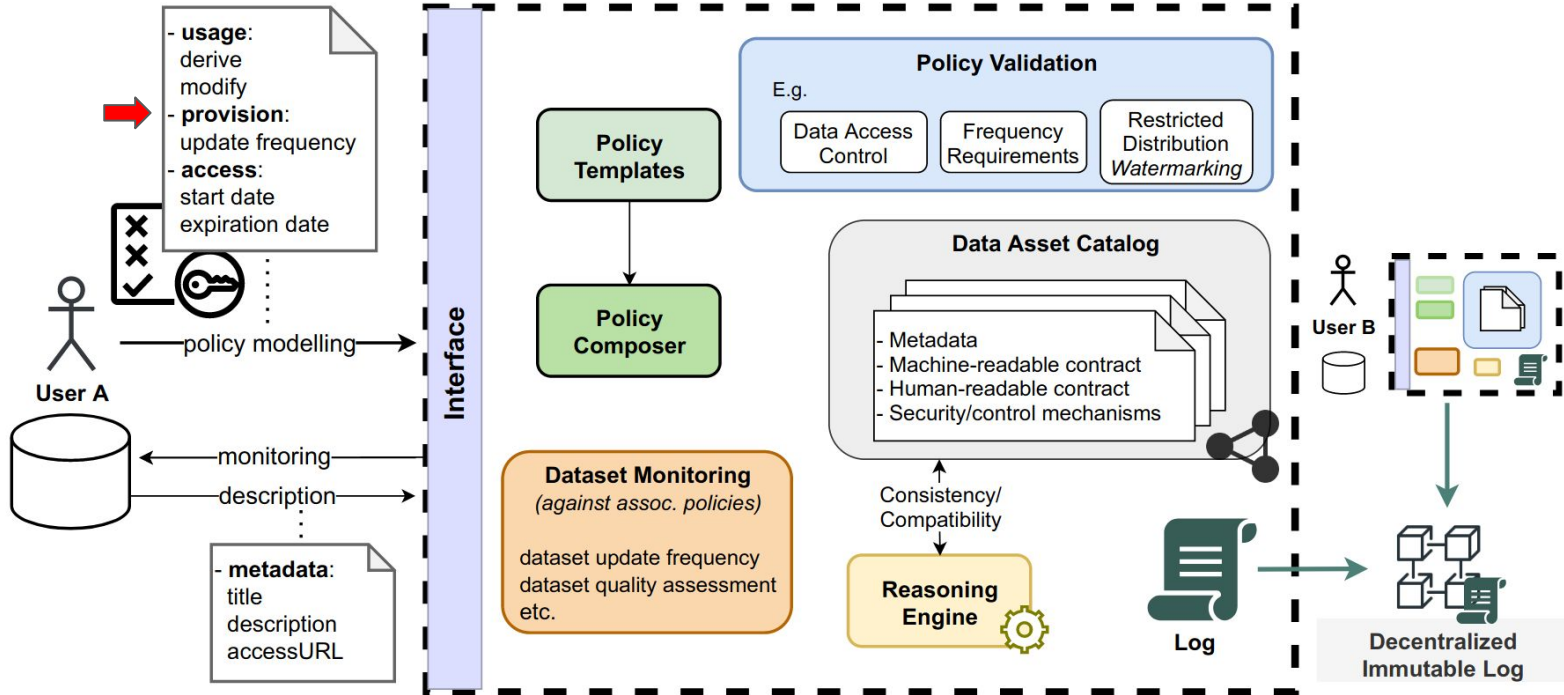 - usage:
derive
modify
- provision:
update frequency
- access:
start date
expiration date
policy modelling
User A
monitoring
description
- metadata:
title
description
accessURL
Interface
Policy
Templates
Policy
Composer
Policy Validation
E.g.
Data Access
Control
Frequency
Requirements
Restricted
Distribution
Watermarking
Data Asset Catalog
- Metadata
- Machine-readable contract
- Human-readable contract
- Security/control mechanisms
Dataset Monitoring
(against assoc. policies)
dataset update frequency
dataset quality assessment
etc.
Consistency/
Compatibility
Reasoning
Engine
Log
User B
Decentralized
Immutable Log